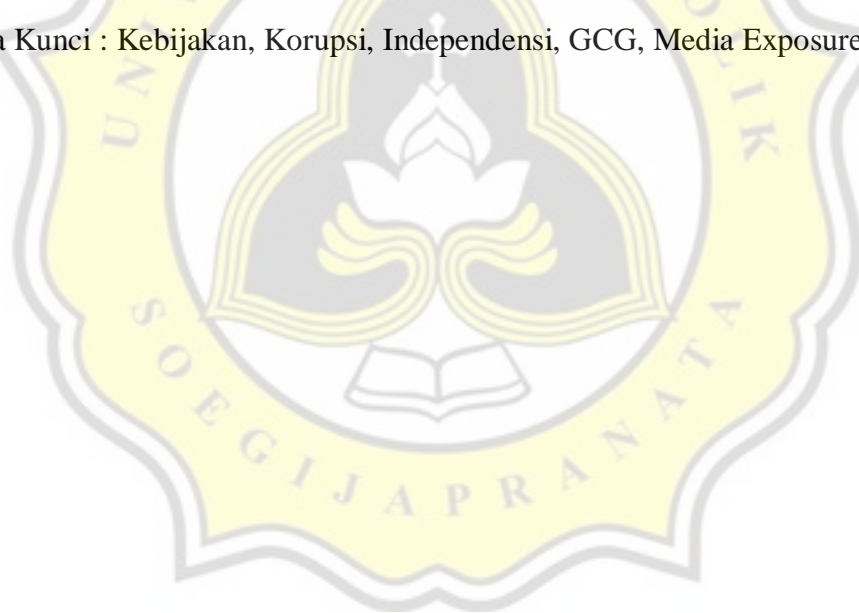 a Kunci : Kebijakan, Korupsi, Independensi, GCG, Media Exposure
SOEGIJAPRANATA